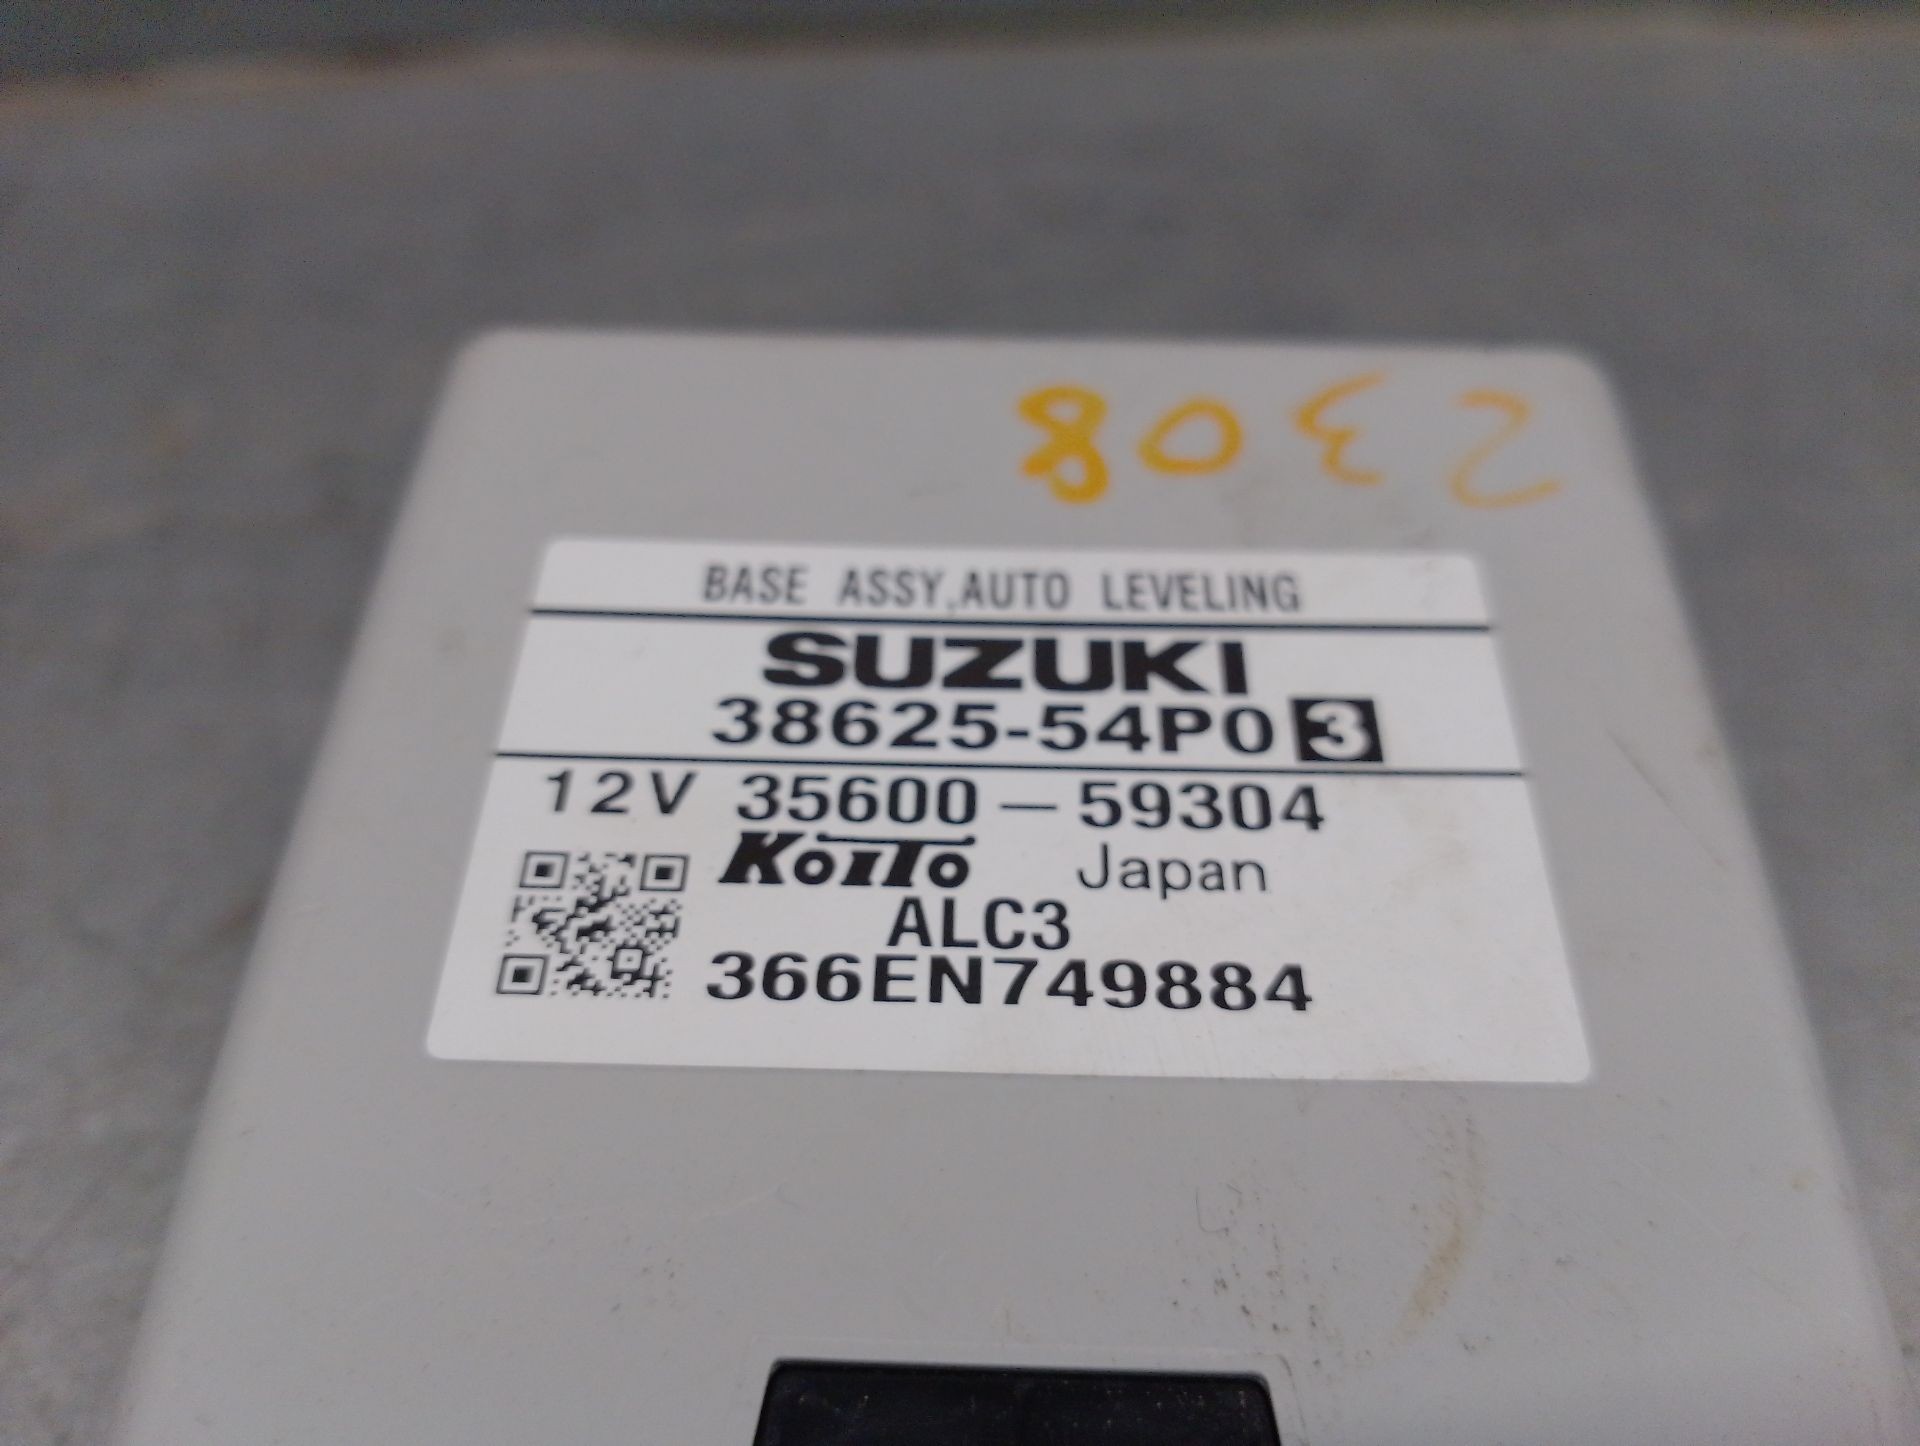 2308
BASE ASSY,AUTO LEVELING
SUZUKI
38625-54P0 3
12V 35600-59304
KOITO Japan
ALC3
366EN749884